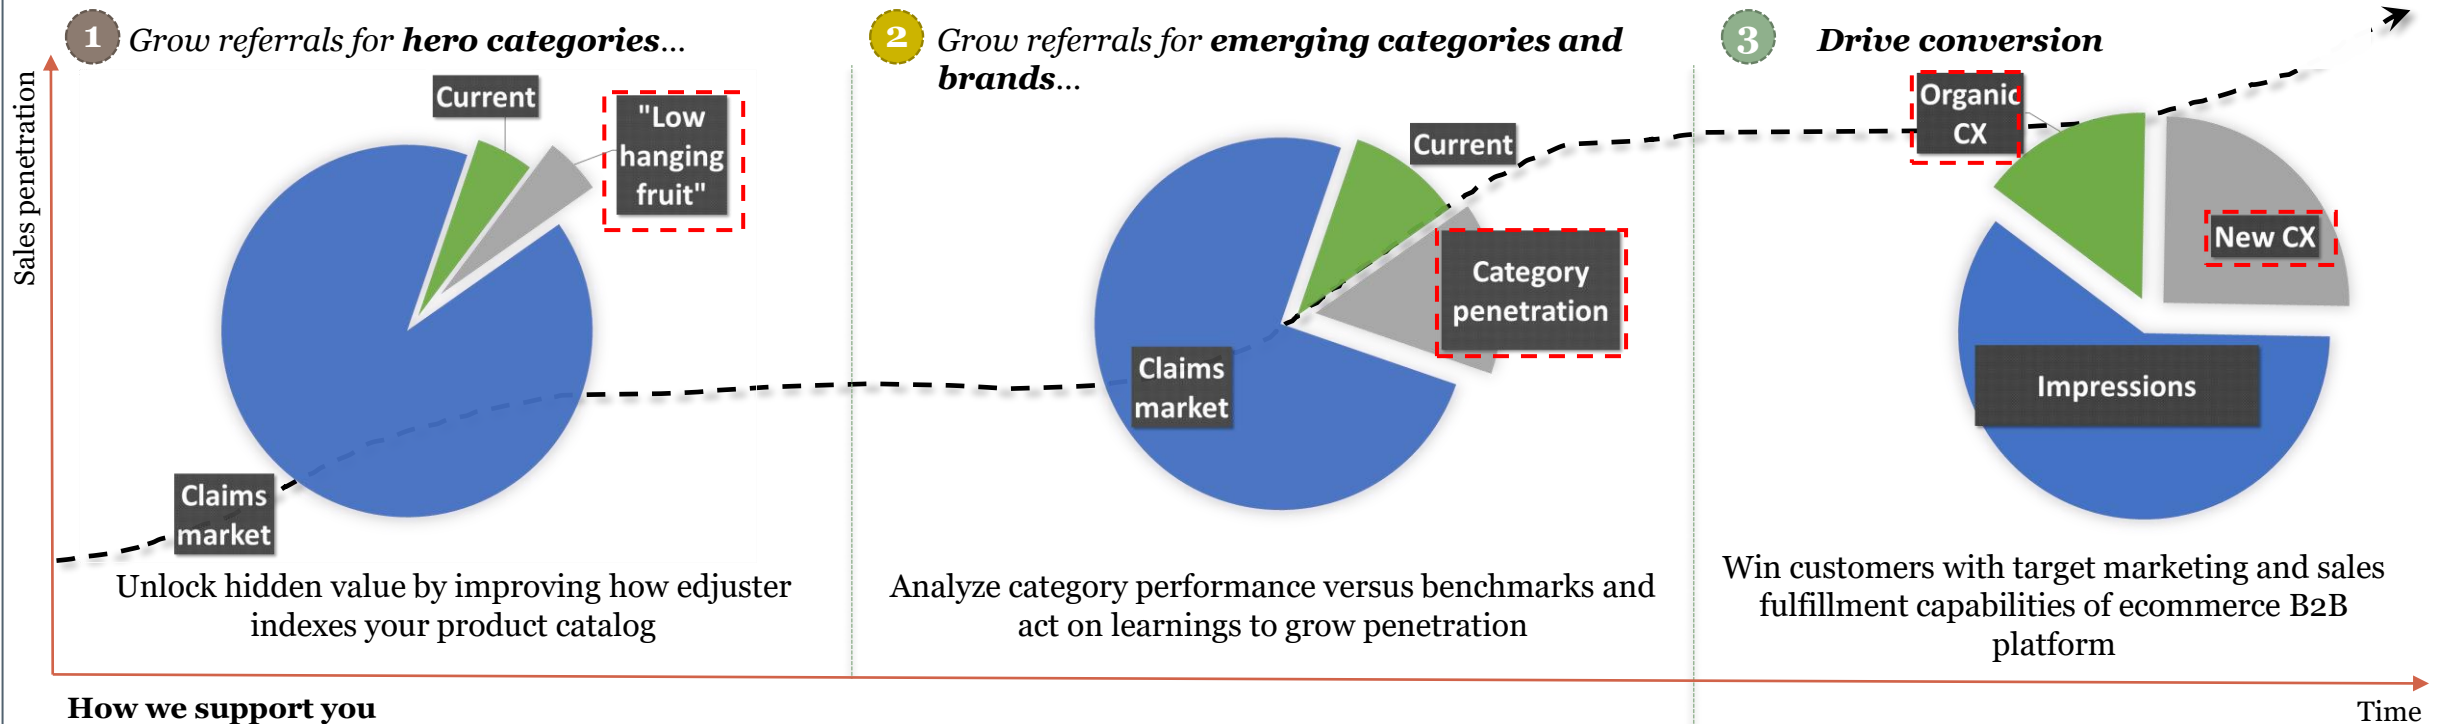 1
Grow referrals for hero categories...
2
Grow referrals for emerging categories and
brands...
3
Drive conversion
Sales penetration
Current
"Low
hanging
fruit"
Claims
market
Unlock hidden value by improving how edjuster
indexes your product catalog
Current
Category
penetration
Claims
market
Analyze category performance versus benchmarks and
act on learnings to grow penetration
Organic
CX
New CX
Impressions
Win customers with target marketing and sales
fulfillment capabilities of ecommerce B2B
platform
How we support you
Time